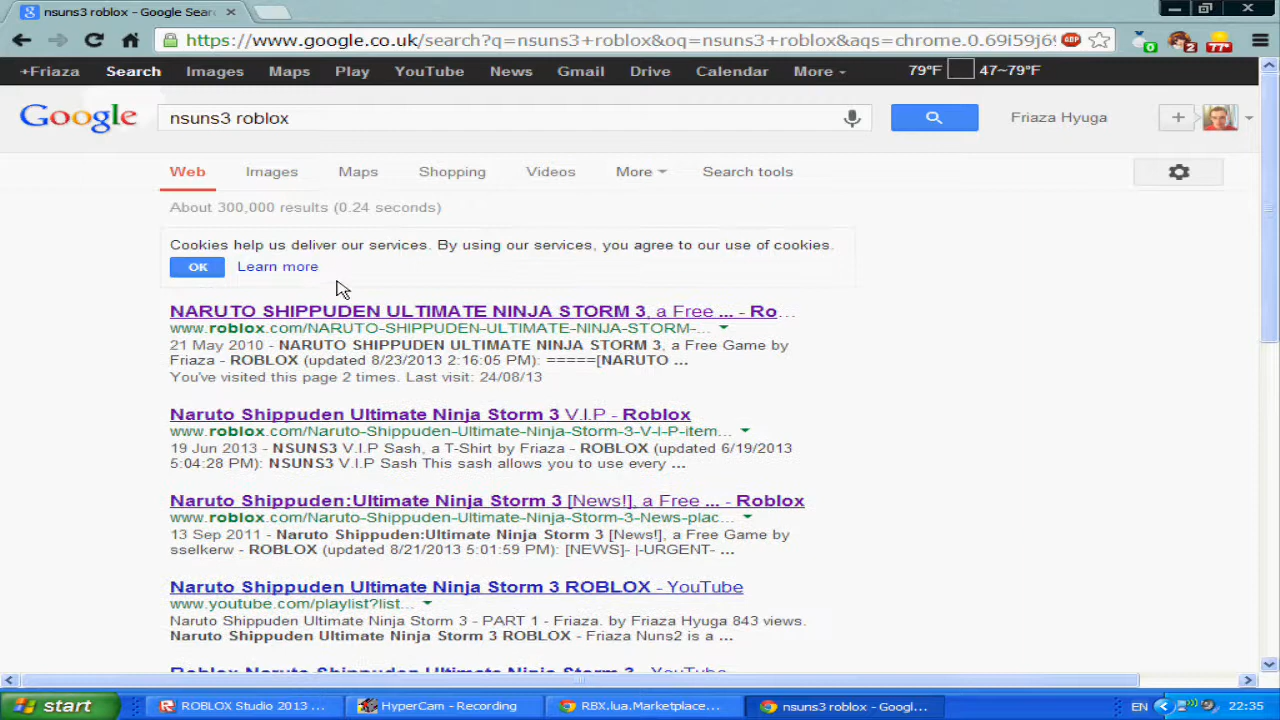 nsuns3 roblox - Google Sear
https://www.google.co.uk/search?q=nsuns3+roblox&oq=nsuns3+roblox&aqs=chrome.0.69i59j6
ABP
0
2
+Friaza Search Images Maps Play YouTube News Gmail Drive Calendar More 79°F 47~79°F
Google nsuns3 roblox Friaza Hyuga +
Web Images Maps Shopping Videos More Search tools
About 300,000 results (0.24 seconds)
Cookies help us deliver our services. By using our services, you agree to our use of cookies.
OK Learn more
NARUTO SHIPPUDEN ULTIMATE NINJA STORM 3, a Free ... - Ro...
www.roblox.com/NARUTO-SHIPPUDEN-ULTIMATE-NINJA-STORM-...
21 May 2010 - NARUTO SHIPPUDEN ULTIMATE NINJA STORM 3, a Free Game by
Friaza - ROBLOX (updated 8/23/2013 2:16:05 PM): =====[NARUTO ...
You've visited this page 2 times. Last visit: 24/08/13
Naruto Shippuden Ultimate Ninja Storm 3 V.I.P - Roblox
www.roblox.com/Naruto-Shippuden-Ultimate-Ninja-Storm-3-V-I-P-item...
19 Jun 2013 - NSUNS3 V.I.P Sash, a T-Shirt by Friaza - ROBLOX (updated 6/19/2013
5:04:28 PM): NSUNS3 V.I.P Sash This sash allows you to use every ...
Naruto Shippuden:Ultimate Ninja Storm 3 [News!], a Free ... - Roblox
www.roblox.com/Naruto-Shippuden-Ultimate-Ninja-Storm-3-News-plac...
13 Sep 2011 - Naruto Shippuden:Ultimate Ninja Storm 3 [News!], a Free Game by
sselkerw - ROBLOX (updated 8/21/2013 5:01:59 PM): [NEWS]- |-URGENT- ...
Naruto Shippuden Ultimate Ninja Storm 3 ROBLOX - YouTube
www.youtube.com/playlist?list...
Naruto Shippuden Ultimate Ninja Storm 3 - PART 1 - Friaza. by Friaza Hyuga 843 views.
Naruto Shippuden Ultimate Ninja Storm 3 ROBLOX - Friaza Nuns2 is a ...
Roblox Naruto Shippuden Ultimate Ninja Storm 3 - YouTube
start ROBLOX Studio 2013 ... HyperCam - Recording RBX.lua.Marketplace... nsuns3 roblox - Googl... EN 22:35